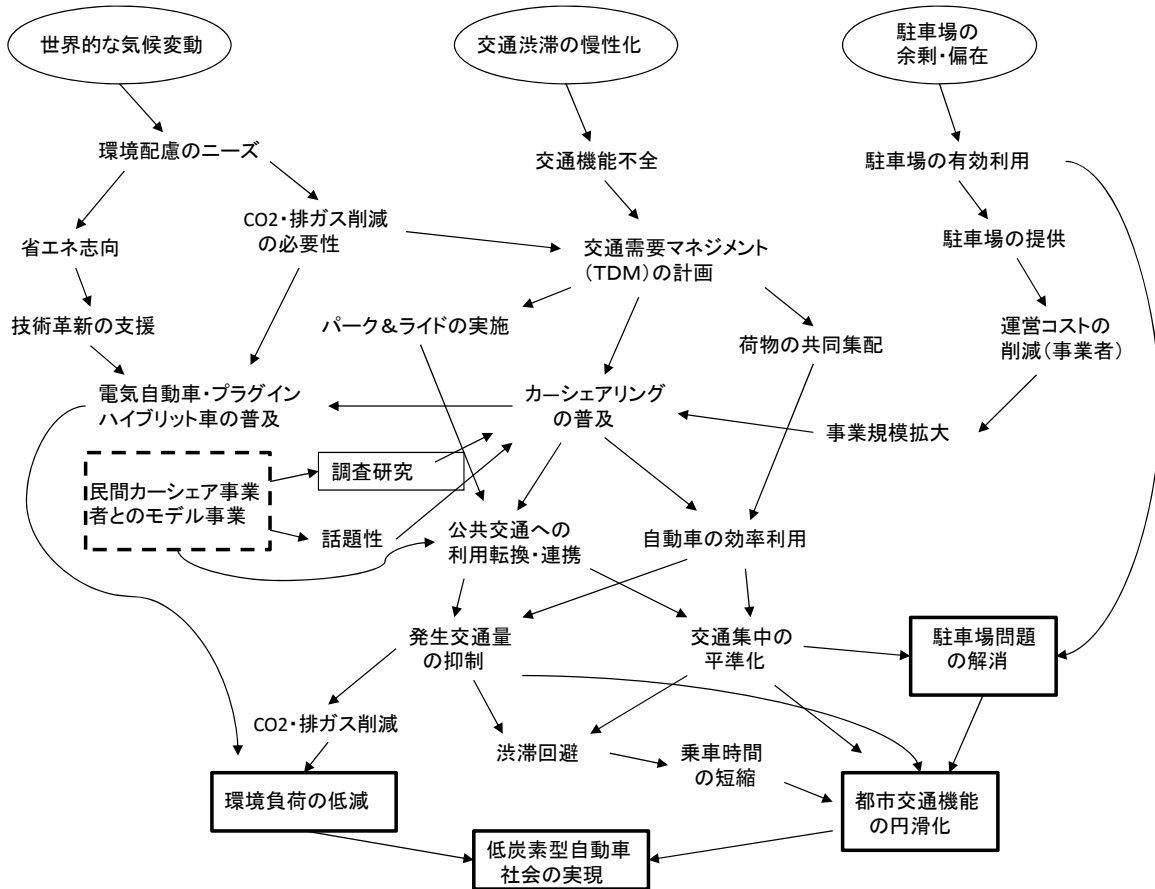 世界的な気候変動
交通渋滞の慢性化
駐車場の
余剰・偏在
環境配慮のニーズ
交通機能不全
駐車場の有効利用
CO2・排ガス削減
の必要性
省エネ志向
交通需要マネジメント
（TDM）の計画
駐車場の提供
技術革新の支援
パーク＆ライドの実施
荷物の共同集配
運営コストの
削減（事業者）
電気自動車・プラグイン
ハイブリット車の普及
カーシェアリング
の普及
事業規模拡大
民間カーシェア事業
者とのモデル事業
調査研究
話題性
公共交通への
利用転換・連携
自動車の効率利用
発生交通量
の抑制
交通集中の
平準化
駐車場問題
の解消
CO2・排ガス削減
渋滞回避
乗車時間
の短縮
環境負荷の低減
都市交通機能
の円滑化
低炭素型自動車
社会の実現